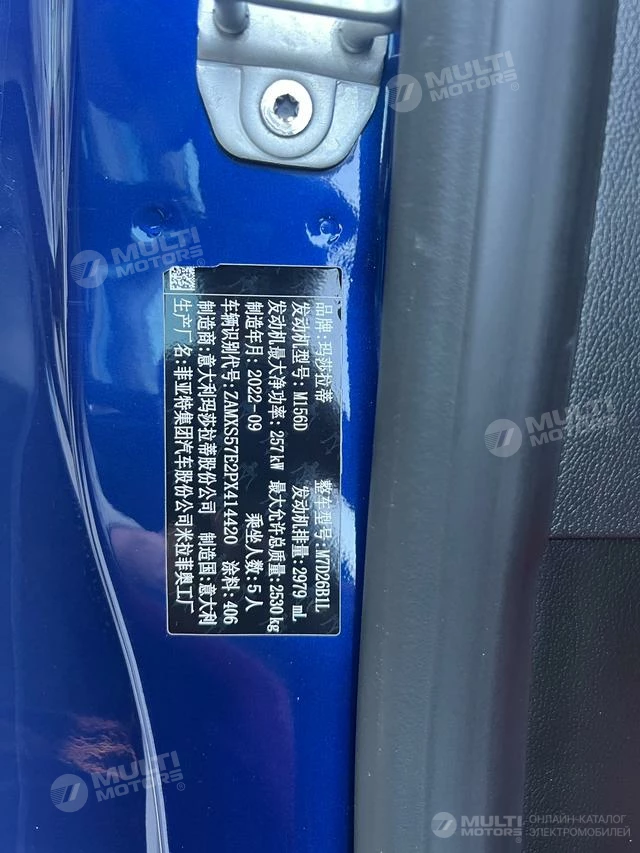 品牌:玛莎拉蒂 整车型号:M7D26B1L
发动机型号:M156D 发动机排量:2979 mL
发动机最大净功率:257kW 最大允许总质量:2530kg
制造年月:2022-09 乘坐人数:5人
车辆识别代号:ZAMXS57E2PX414420 涂料:406
制造商:意大利玛莎拉蒂股份公司 制造国:意大利
生产厂名:菲亚特集团汽车股份公司米拉菲奥工厂
MULTI
MOTORS®
MULTI
MOTORS®
MULTI
MOTORS®
MULTI
MOTORS®
MULTI
MOTORS®
ОНЛАЙН-КАТАЛОГ
ЭЛЕКТРОМОБИЛЕЙ